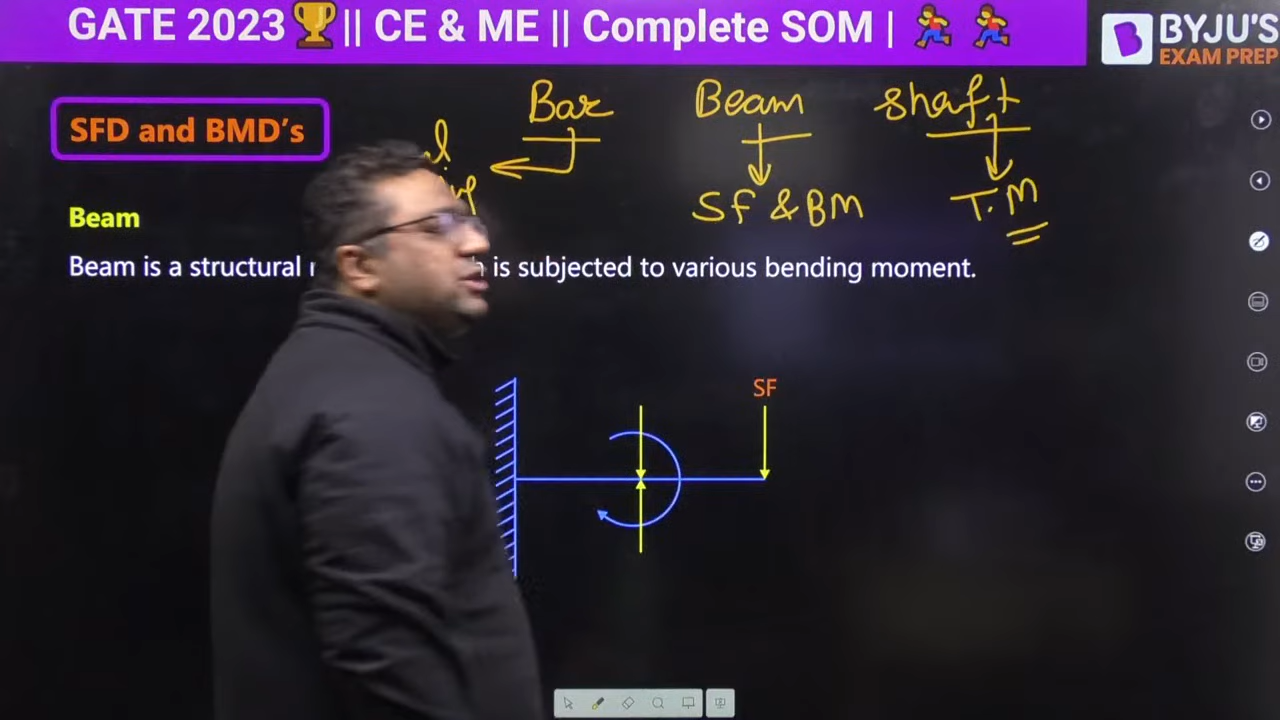 GATE 2023🏆|| CE & ME || Complete SOM | 🏃 🏃
BYJU'S
EXAM PREP
SFD and BMD's
Bar Beam shaft
SF & BM T.M
Beam
Beam is a structural is subjected to various bending moment.
SF